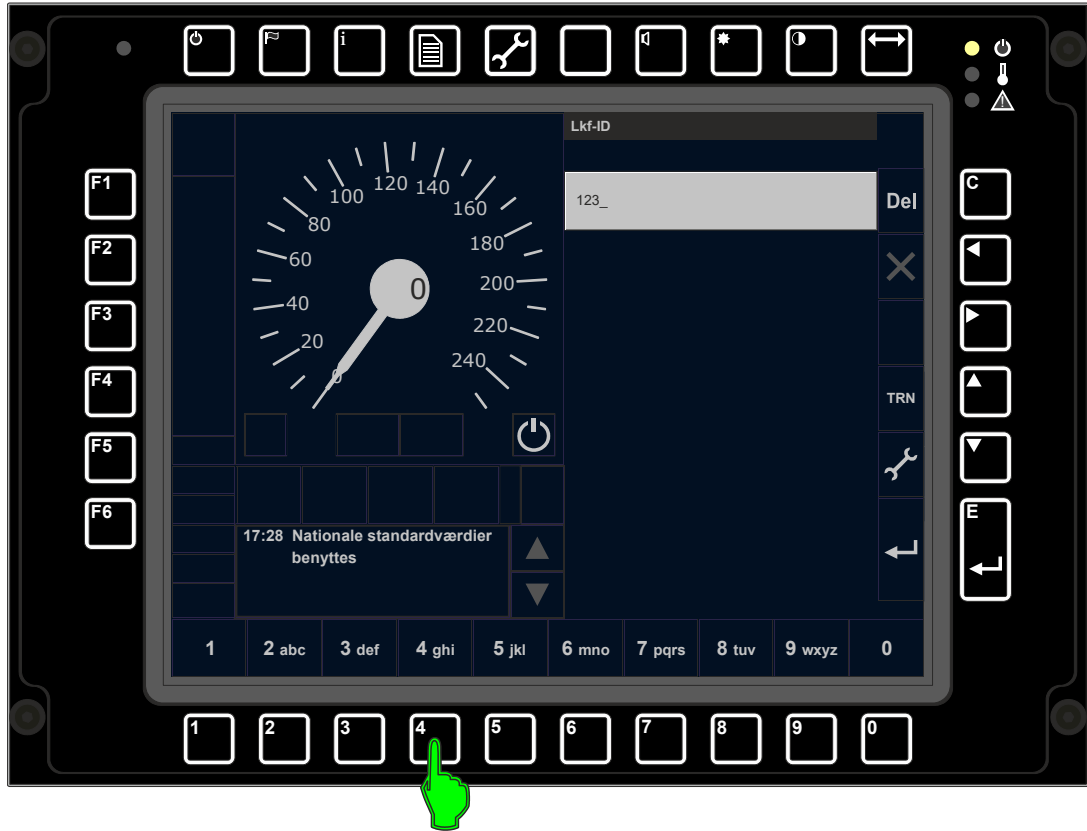 i
Lkf-ID
F1
F2
F3
F4
F5
F6
0
20
40
60
80
100
120
140
160
180
200
220
240
0
123_
Del
TRN
C
E
17:28 Nationale standardværdier
benyttes
1 2 abc 3 def 4 ghi 5 jkl 6 mno 7 pqrs 8 tuv 9 wxyz 0
1 2 3 4 5 6 7 8 9 0